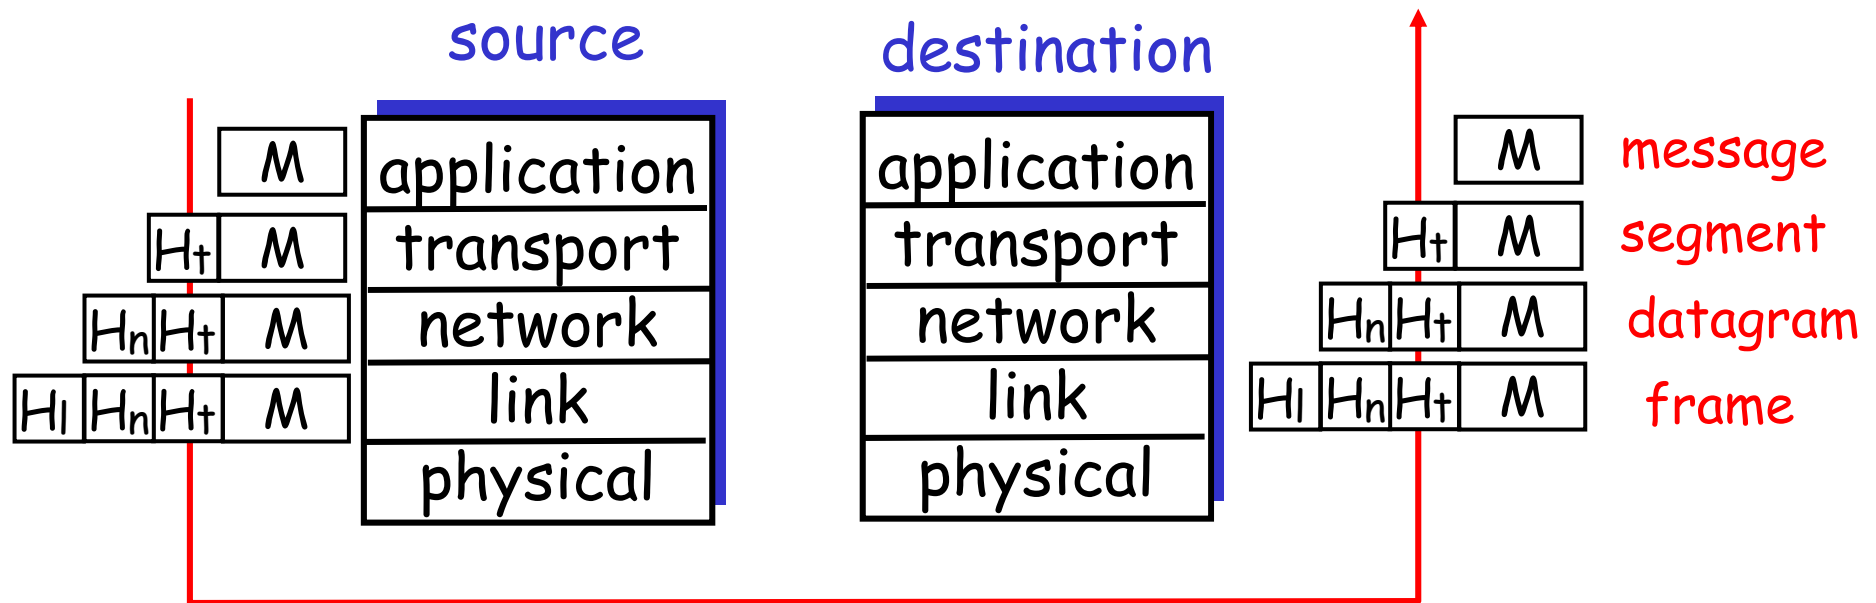 source
destination
M
application
application
M
message
Ht M
transport
transport
Ht M
segment
Hn Ht M
network
network
Hn Ht M
datagram
Hl Hn Ht M
link
link
Hl Hn Ht M
frame
physical
physical